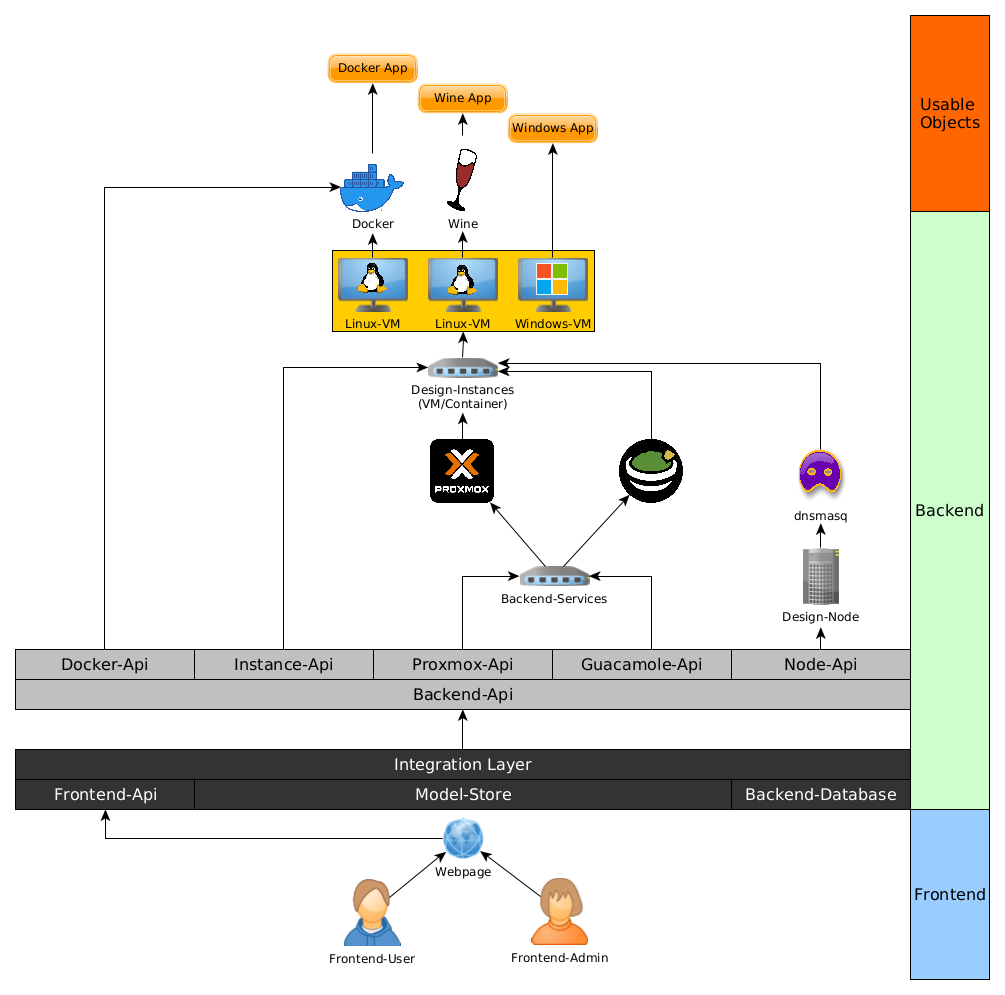 Docker App
Wine App
Windows App
Usable
Objects
Docker
Wine
Linux-VM
Linux-VM
Windows-VM
Design-Instances
(VM/Container)
PROXMOX
dnsmasq
Backend
Backend-Services
Design-Node
Docker-Api
Instance-Api
Proxmox-Api
Guacamole-Api
Node-Api
Backend-Api
Integration Layer
Frontend-Api
Model-Store
Backend-Database
Webpage
Frontend
Frontend-User
Frontend-Admin